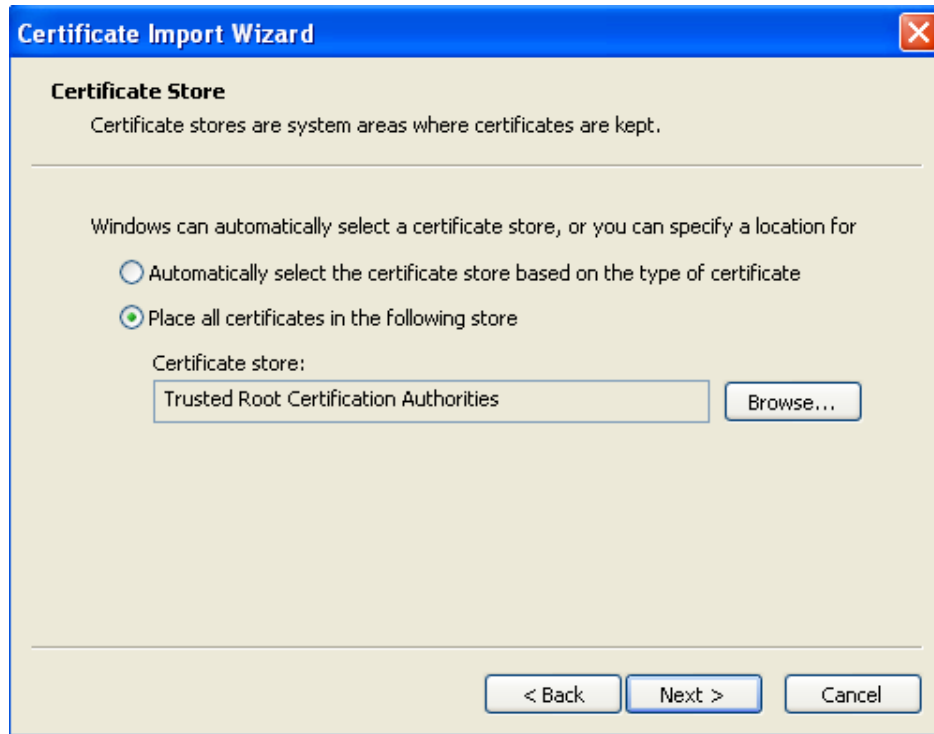 Certificate Import Wizard
Certificate Store
Certificate stores are system areas where certificates are kept.
Windows can automatically select a certificate store, or you can specify a location for
Automatically select the certificate store based on the type of certificate
Place all certificates in the following store
Certificate store:
Trusted Root Certification Authorities
Browse...
< Back
Next >
Cancel